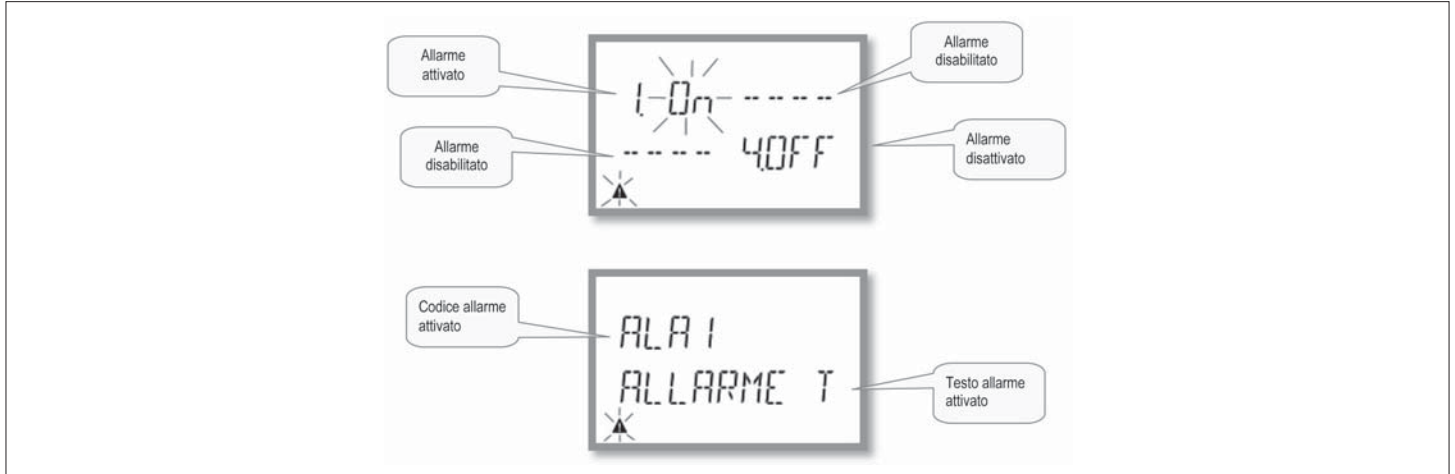 Allarme
attivato
Allarme
disabilitato
1. On ----
---- 4.OFF
Allarme
disabilitato
Allarme
disattivato
Codice allarme
attivato
ALA1
ALLARME T
Testo allarme
attivato